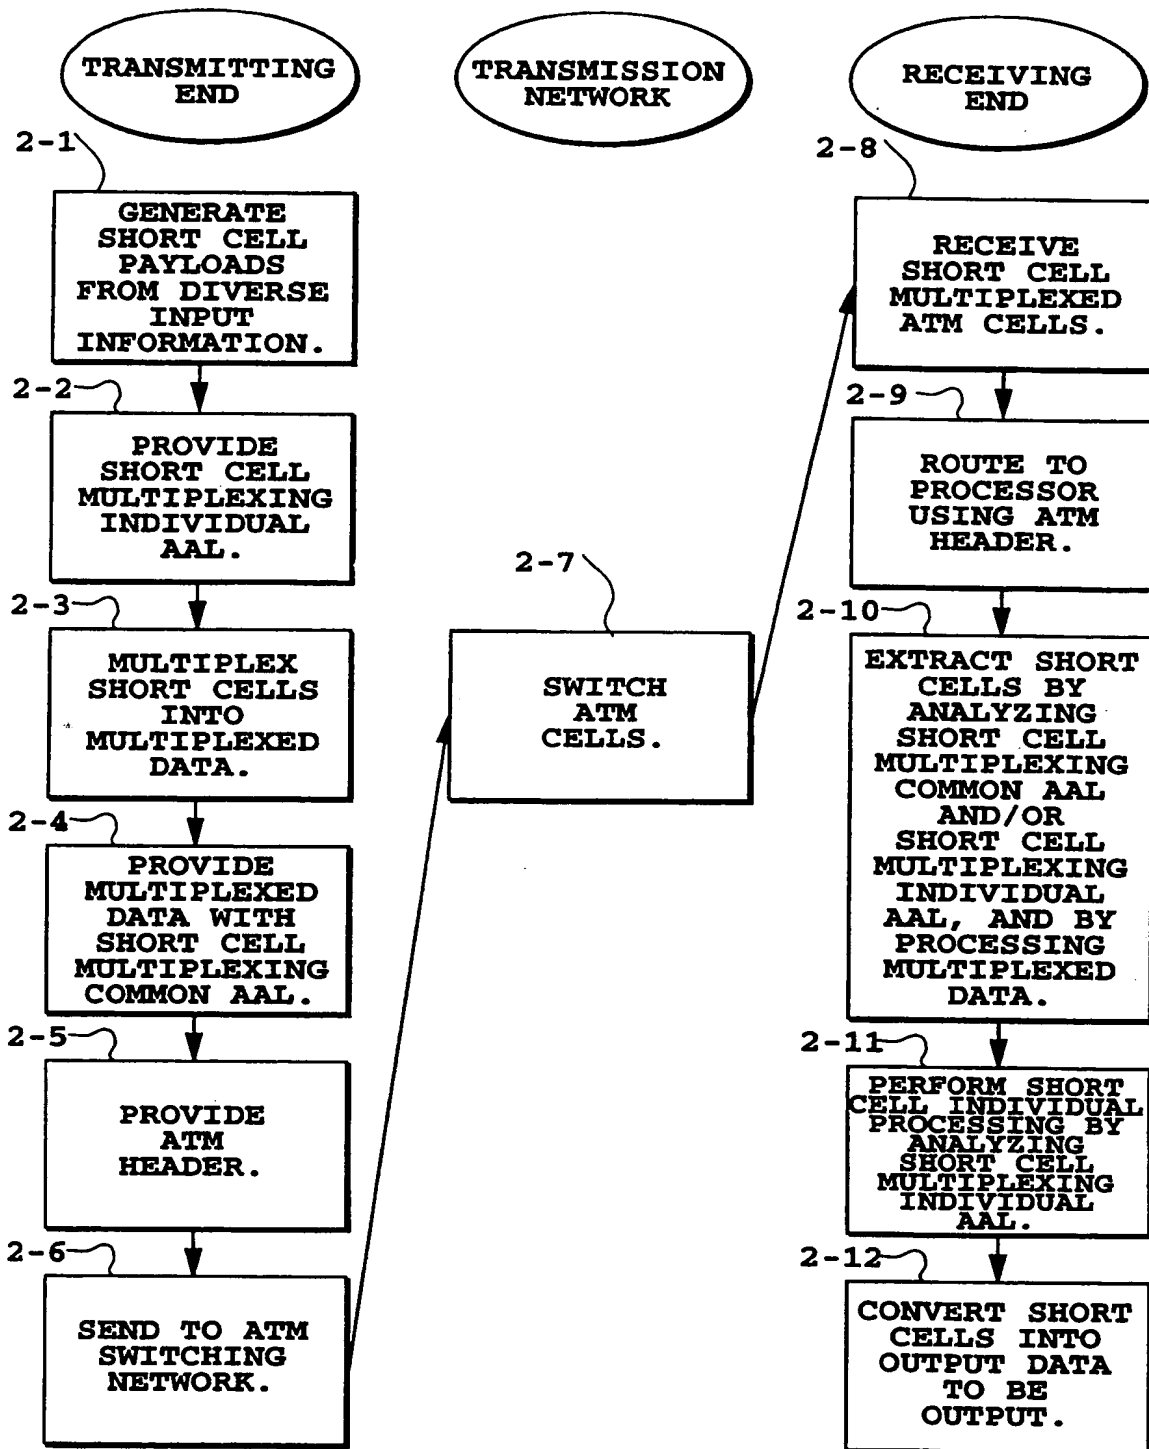 TRANSMITTING
END
2-1
GENERATE
SHORT CELL
PAYLOADS
FROM DIVERSE
INPUT
INFORMATION.
2-2
PROVIDE
SHORT CELL
MULTIPLEXING
INDIVIDUAL
AAL.
2-3
MULTIPLEX
SHORT CELLS
INTO
MULTIPLEXED
DATA.
2-4
PROVIDE
MULTIPLEXED
DATA WITH
SHORT CELL
MULTIPLEXING
COMMON AAL.
2-5
PROVIDE
ATM
HEADER.
2-6
SEND TO ATM
SWITCHING
NETWORK.
TRANSMISSION
NETWORK
2-7
SWITCH
ATM
CELLS.
RECEIVING
END
2-8
RECEIVE
SHORT CELL
MULTIPLEXED
ATM CELLS.
2-9
ROUTE TO
PROCESSOR
USING ATM
HEADER.
2-10
EXTRACT SHORT
CELLS BY
ANALYZING
SHORT CELL
MULTIPLEXING
COMMON AAL
AND/OR
SHORT CELL
MULTIPLEXING
INDIVIDUAL
AAL, AND BY
PROCESSING
MULTIPLEXED
DATA.
2-11
PERFORM SHORT
CELL INDIVIDUAL
PROCESSING BY
ANALYZING
SHORT CELL
MULTIPLEXING
INDIVIDUAL
AAL.
2-12
CONVERT SHORT
CELLS INTO
OUTPUT DATA
TO BE
OUTPUT.